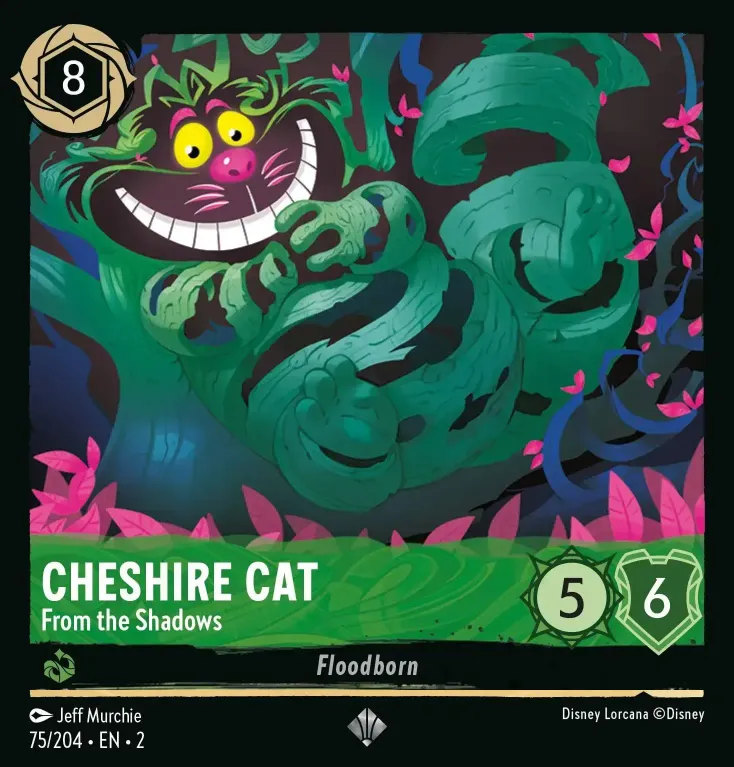 8
CHESHIRE CAT
From the Shadows
5
6
Floodborn
Jeff Murchie
75/204 • EN • 2
Disney Lorcana ©Disney